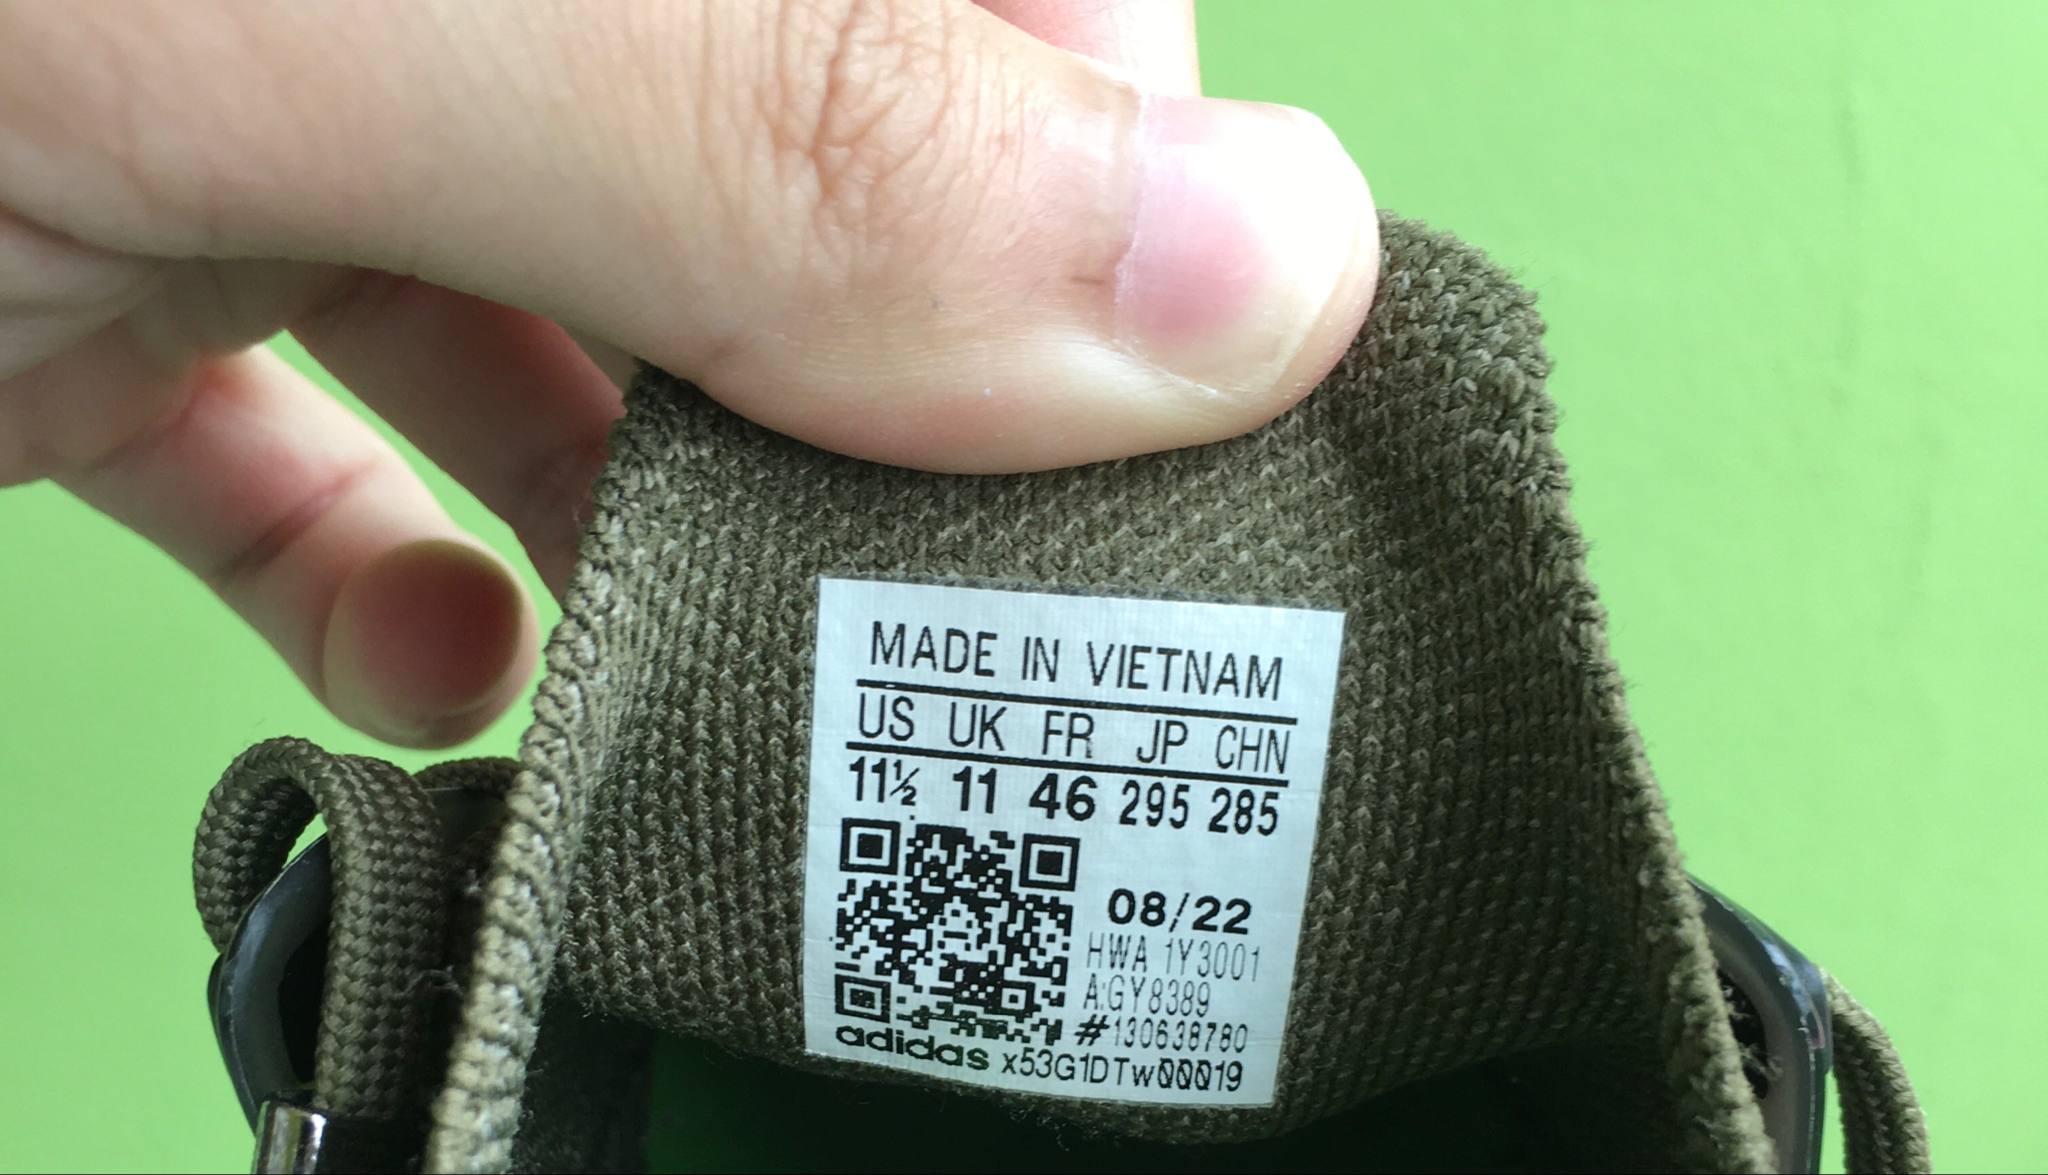 MADE IN VIETNAM
US UK FR JP CHN
11½ 11 46 295 285
08/22
HWA 1Y3001
A:GY8389
#130638780
adidas x53G1DTw00019